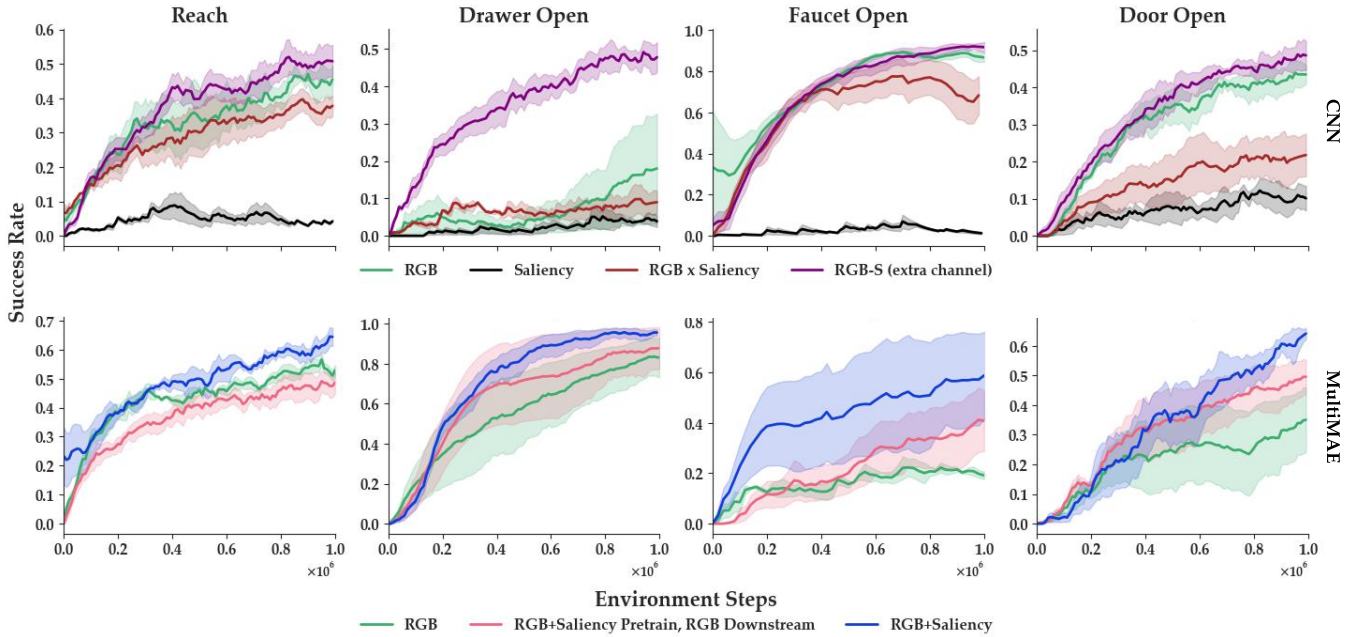 Reach Drawer Open Faucet Open Door Open
0.6 0.5 0.4 0.3 0.2 0.1 0.0
0.5 0.4 0.3 0.2 0.1 0.0
1.0 0.8 0.6 0.4 0.2 0.0
0.5 0.4 0.3 0.2 0.1 0.0
CNN
RGB Saliency RGB x Saliency RGB-S (extra channel)
Success Rate
0.7 0.6 0.5 0.4 0.3 0.2 0.1 0.0
1.0 0.8 0.6 0.4 0.2 0.0
0.8 0.6 0.4 0.2 0.0
0.6 0.5 0.4 0.3 0.2 0.1 0.0
MultiMAE
0.0 0.2 0.4 0.6 0.8 1.0
×10⁶
0.0 0.2 0.4 0.6 0.8 1.0
×10⁶
0.0 0.2 0.4 0.6 0.8 1.0
×10⁶
0.0 0.2 0.4 0.6 0.8 1.0
×10⁶
Environment Steps
RGB RGB+Saliency Pretrain, RGB Downstream RGB+Saliency